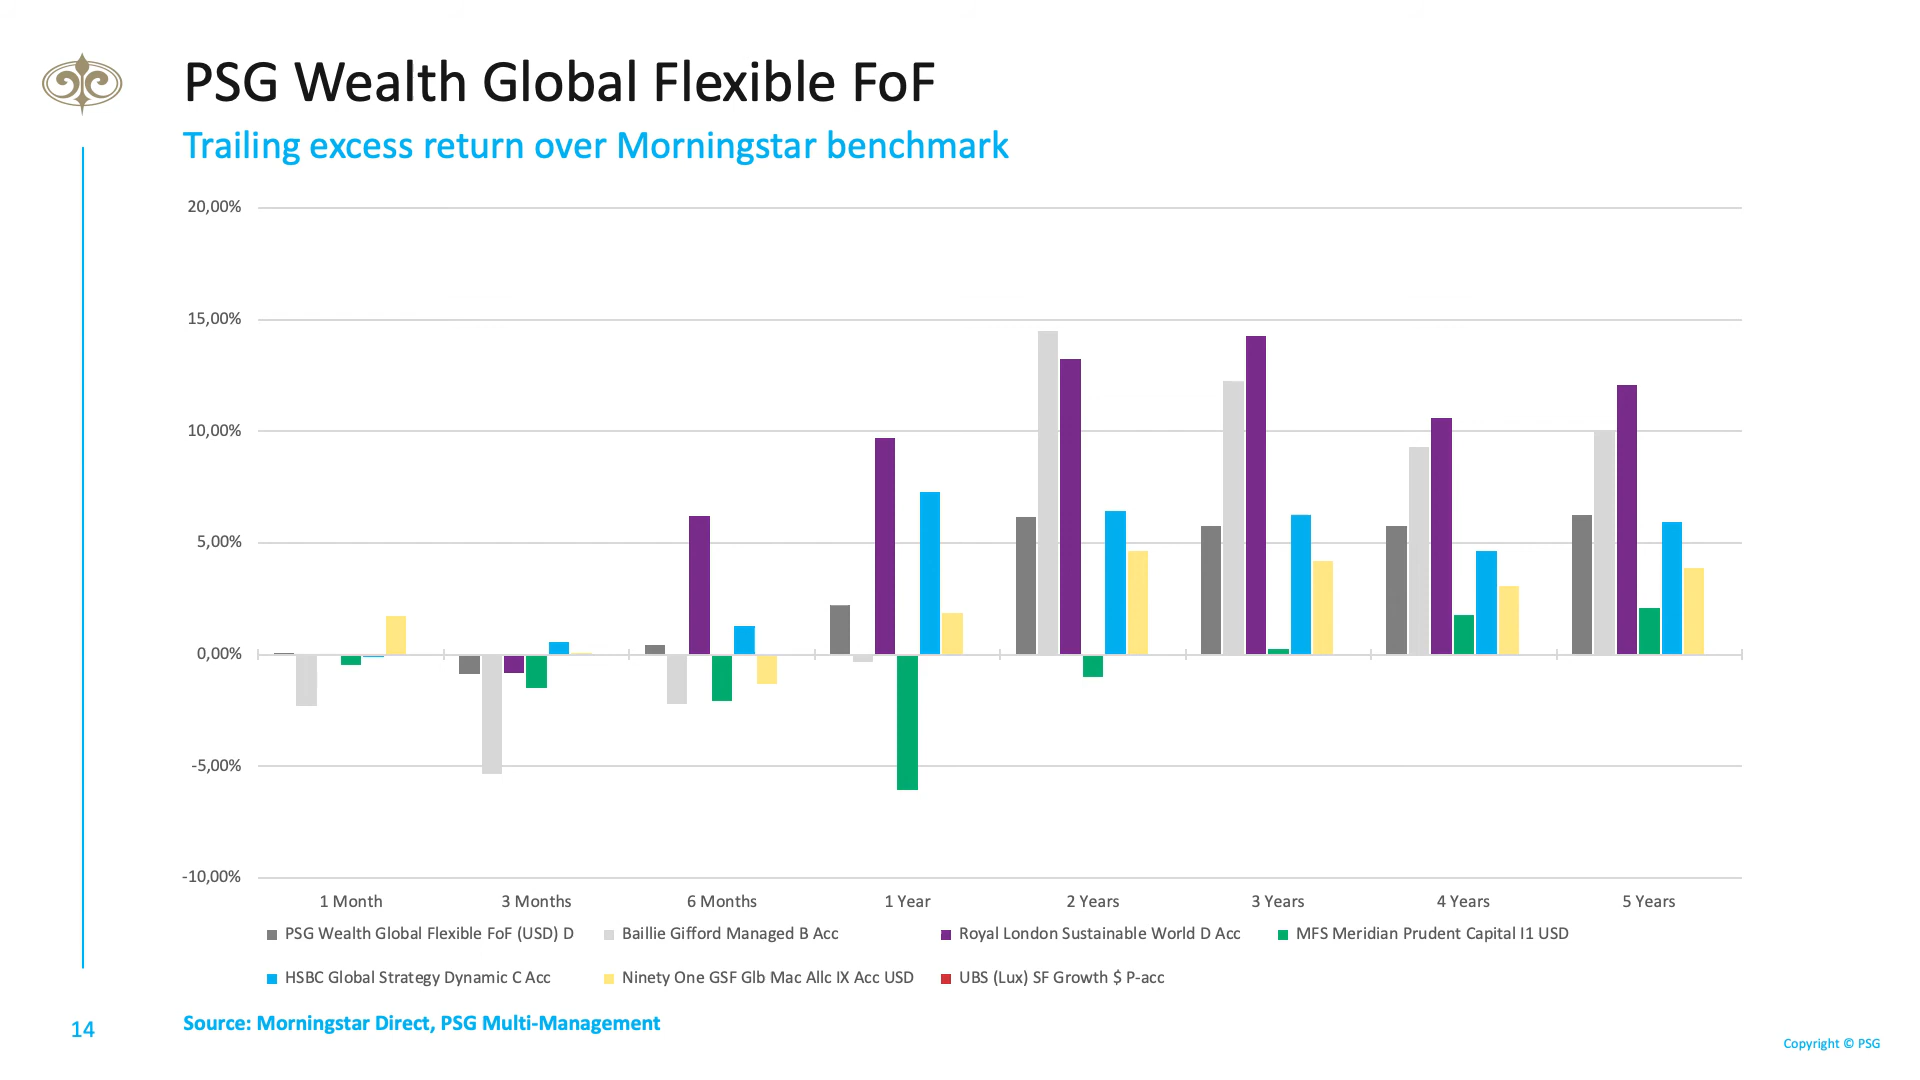 PSG Wealth Global Flexible FoF
Trailing excess return over Morningstar benchmark
20,00%
15,00%
10,00%
5,00%
0,00%
-5,00%
-10,00%
1 Month 3 Months 6 Months 1 Year 2 Years 3 Years 4 Years 5 Years
PSG Wealth Global Flexible FoF (USD) D Baillie Gifford Managed B Acc Royal London Sustainable World D Acc MFS Meridian Prudent Capital I1 USD
HSBC Global Strategy Dynamic C Acc Ninety One GSF Glb Mac Allc IX Acc USD UBS (Lux) SF Growth $ P-acc
14 Source: Morningstar Direct, PSG Multi-Management
Copyright © PSG